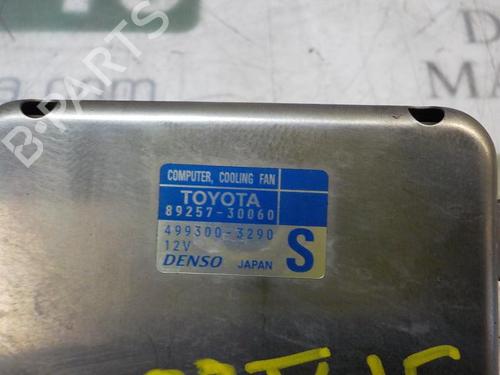 B-PARTS
COMPUTER, COOLING FAN
TOYOTA
89257-30060
499300-3290
12V
S
DENSO JAPAN